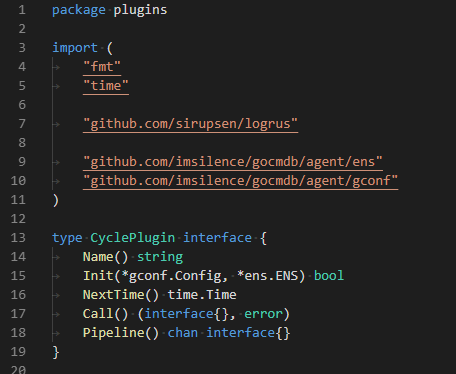 1 package plugins
2
3 import (
4 "fmt"
5 "time"
6
7 "github.com/sirupsen/logrus"
8
9 "github.com/imsilence/gocmdb/agent/ens"
10 "github.com/imsilence/gocmdb/agent/gconf"
11 )
12
13 type CyclePlugin interface {
14 Name() string
15 Init(*gconf.Config, *ens.ENS) bool
16 NextTime() time.Time
17 Call() (interface{}, error)
18 Pipeline() chan interface{}
19 }
20